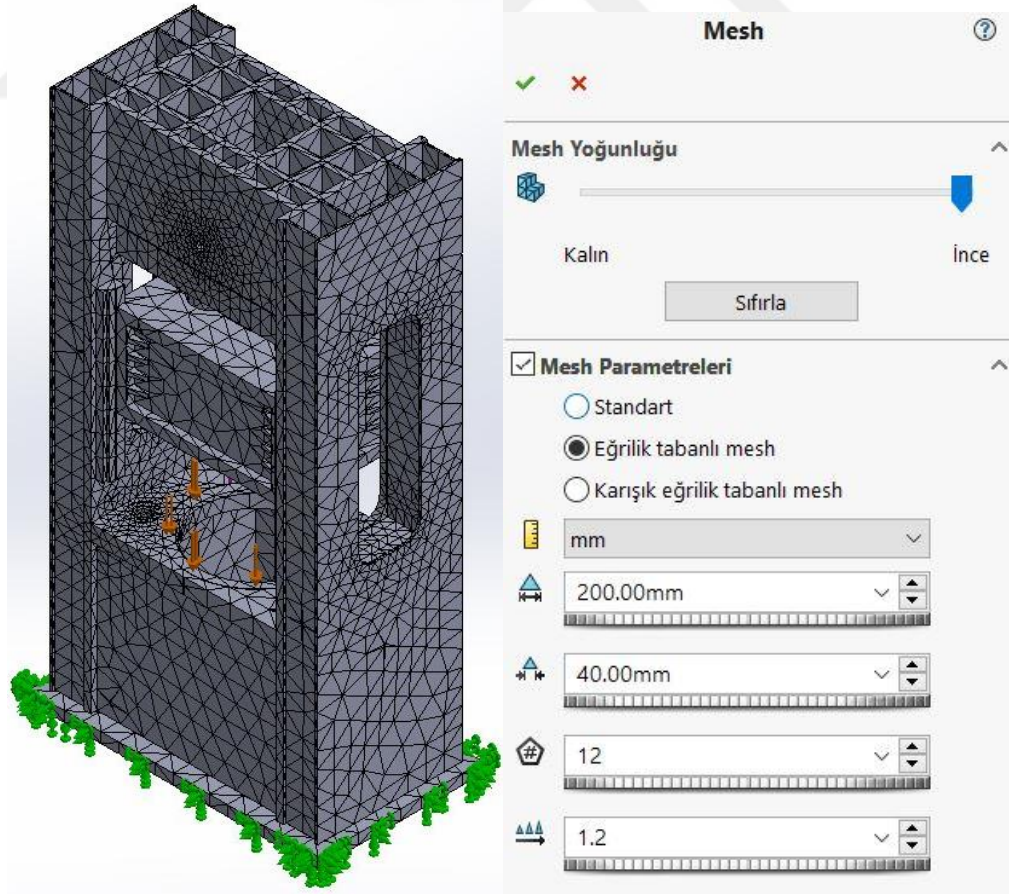 Mesh
Mesh Yoğunluğu
Kalın İnce
Sıfırla
Mesh Parametreleri
Standart
Eğrilik tabanlı mesh
Karışık eğrilik tabanlı mesh
mm
200.00mm
40.00mm
12
1.2